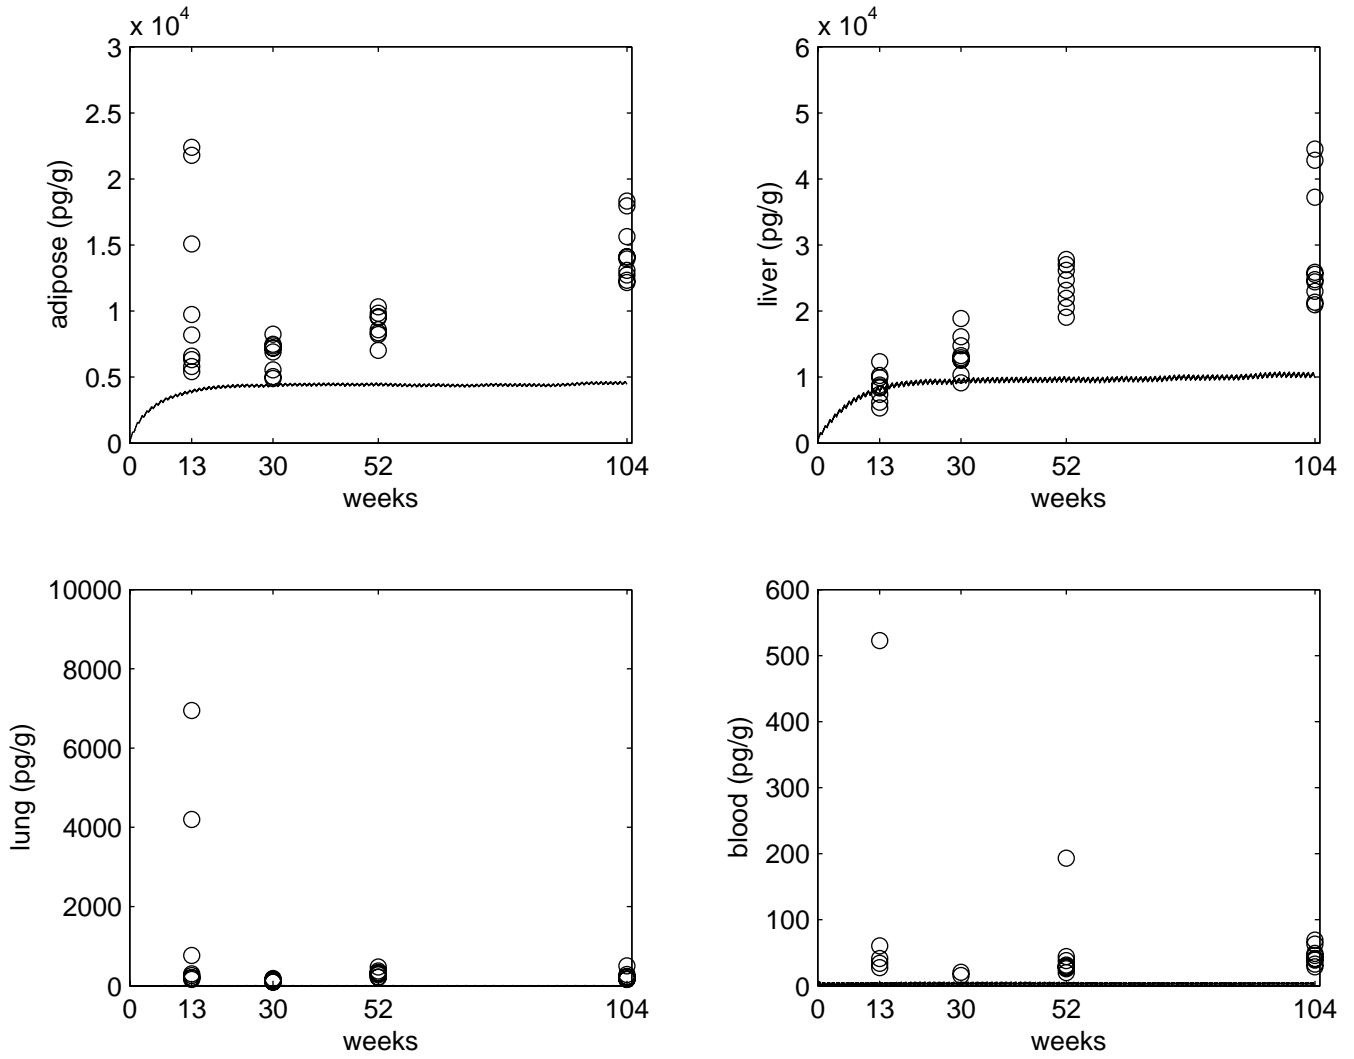 x 10^4
3
2.5
2
1.5
1
0.5
0
adipose (pg/g)
0 13 30 52 104
weeks
x 10^4
6
5
4
3
2
1
0
liver (pg/g)
0 13 30 52 104
weeks
10000
8000
6000
4000
2000
0
lung (pg/g)
0 13 30 52 104
weeks
600
500
400
300
200
100
0
blood (pg/g)
0 13 30 52 104
weeks